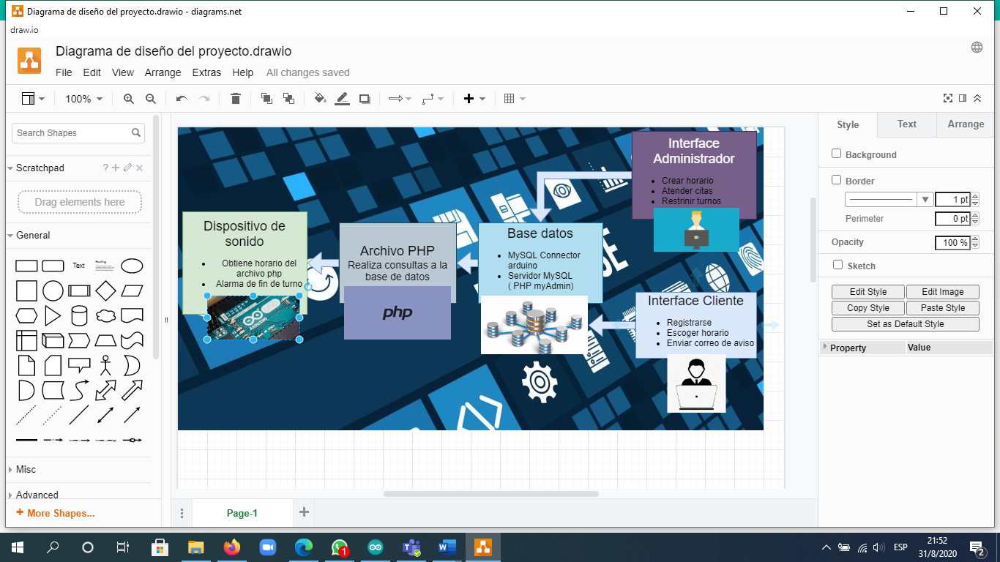 Diagrama de diseño del proyecto.drawio - diagrams.net
draw.io
Diagrama de diseño del proyecto.drawio
File Edit View Arrange Extras Help All changes saved
100%
Search Shapes
Scratchpad
?
Drag elements here
General
Text
Heading
Misc
Advanced
+ More Shapes...
Dispositivo de
sonido
Obtiene horario del
archivo php
Alarma de fin de turno
ARDUINO
Archivo PHP
Realiza consultas a la
base de datos
php
Base datos
MySQL Connector
arduino
Servidor MySQL
( PHP myAdmin)
Interface
Administrador
Crear horario
Atender citas
Restrinir turnos
Interface Cliente
Registrarse
Escoger horario
Enviar correo de aviso
SE
Page-1
Style Text Arrange
Background
Border
1 pt
Perimeter 0 pt
Opacity 100 %
Sketch
Edit Style Edit Image
Copy Style Paste Style
Set as Default Style
Property Value
1
ESP
21:52
31/8/2020
2